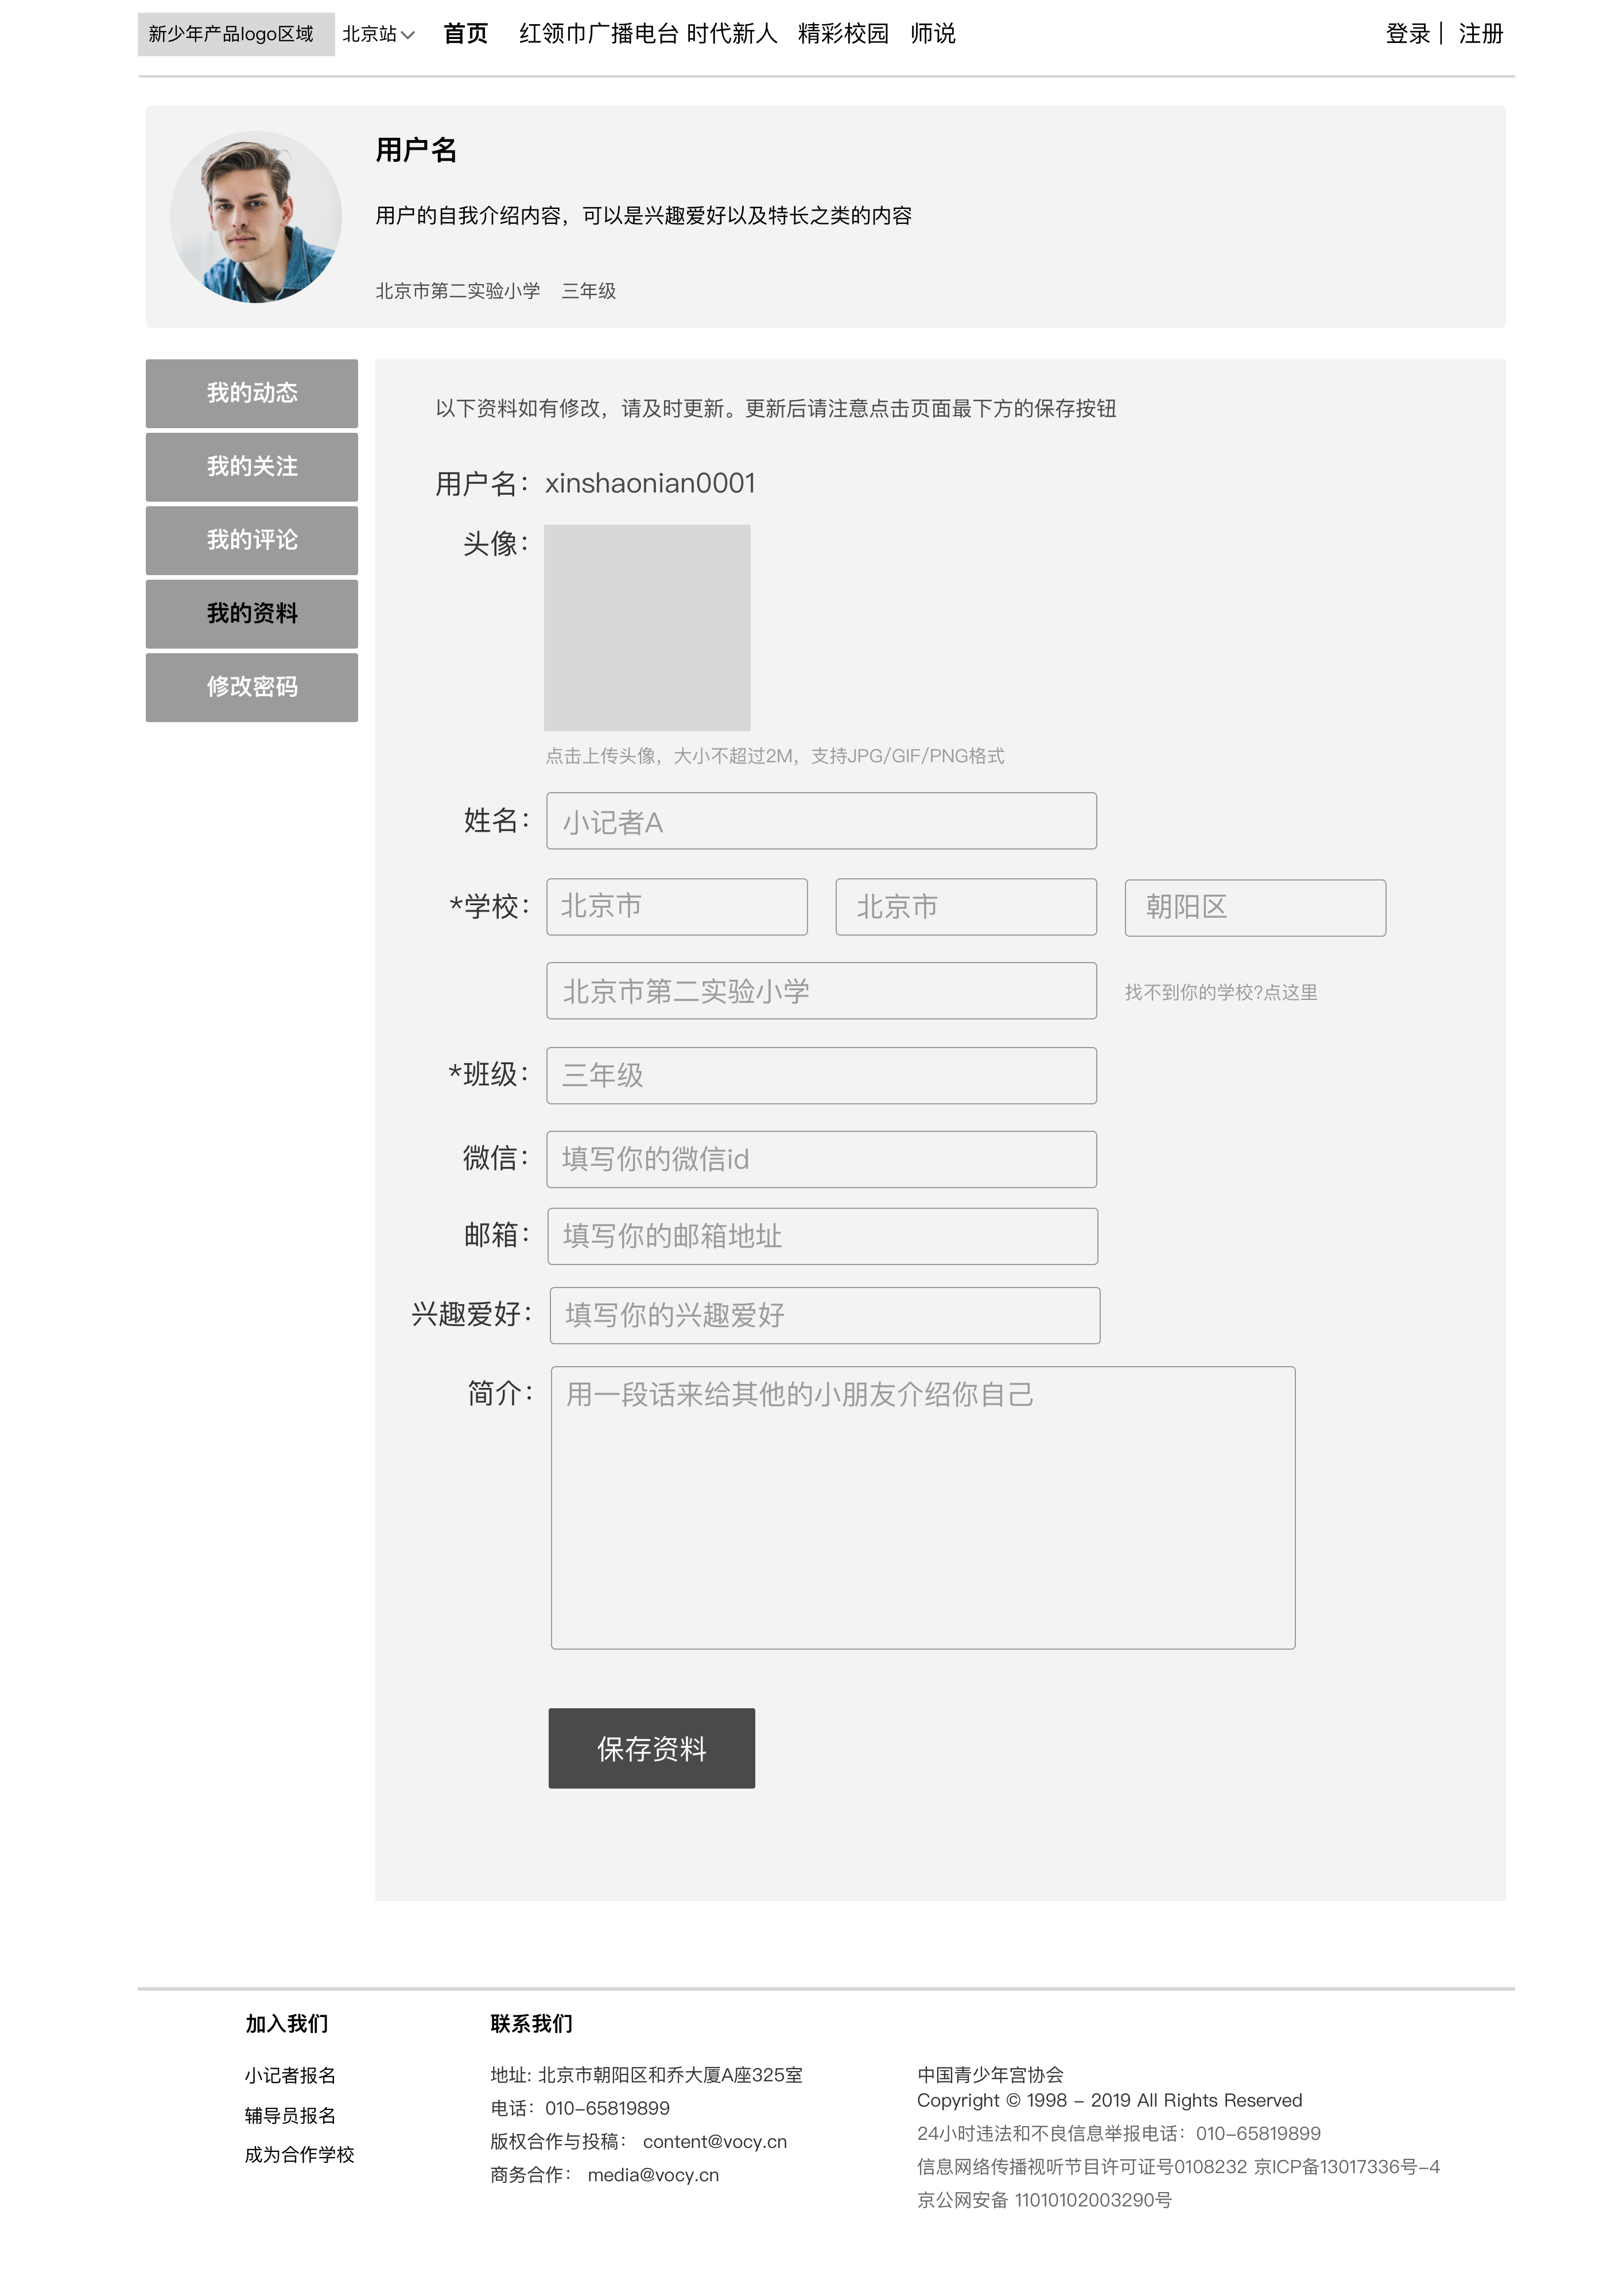 新少年产品logo区域 北京站 首页 红领巾广播电台 时代新人 精彩校园 师说 登录 | 注册
用户名
用户的自我介绍内容，可以是兴趣爱好以及特长之类的内容
北京市第二实验小学 三年级
我的动态
我的关注
我的评论
我的资料
修改密码
以下资料如有修改，请及时更新。更新后请注意点击页面最下方的保存按钮
用户名：xinshaonian0001
头像：
点击上传头像，大小不超过2M，支持JPG/GIF/PNG格式
姓名：小记者A
*学校：北京市 北京市 朝阳区
北京市第二实验小学 找不到你的学校?点这里
*班级：三年级
微信：填写你的微信id
邮箱：填写你的邮箱地址
兴趣爱好：填写你的兴趣爱好
简介：用一段话来给其他的小朋友介绍你自己
保存资料
加入我们
小记者报名
辅导员报名
成为合作学校
联系我们
地址: 北京市朝阳区和乔大厦A座325室
电话：010-65819899
版权合作与投稿： content@vocy.cn
商务合作： media@vocy.cn
中国青少年宫协会
Copyright © 1998 - 2019 All Rights Reserved
24小时违法和不良信息举报电话：010-65819899
信息网络传播视听节目许可证号0108232 京ICP备13017336号-4
京公网安备 11010102003290号